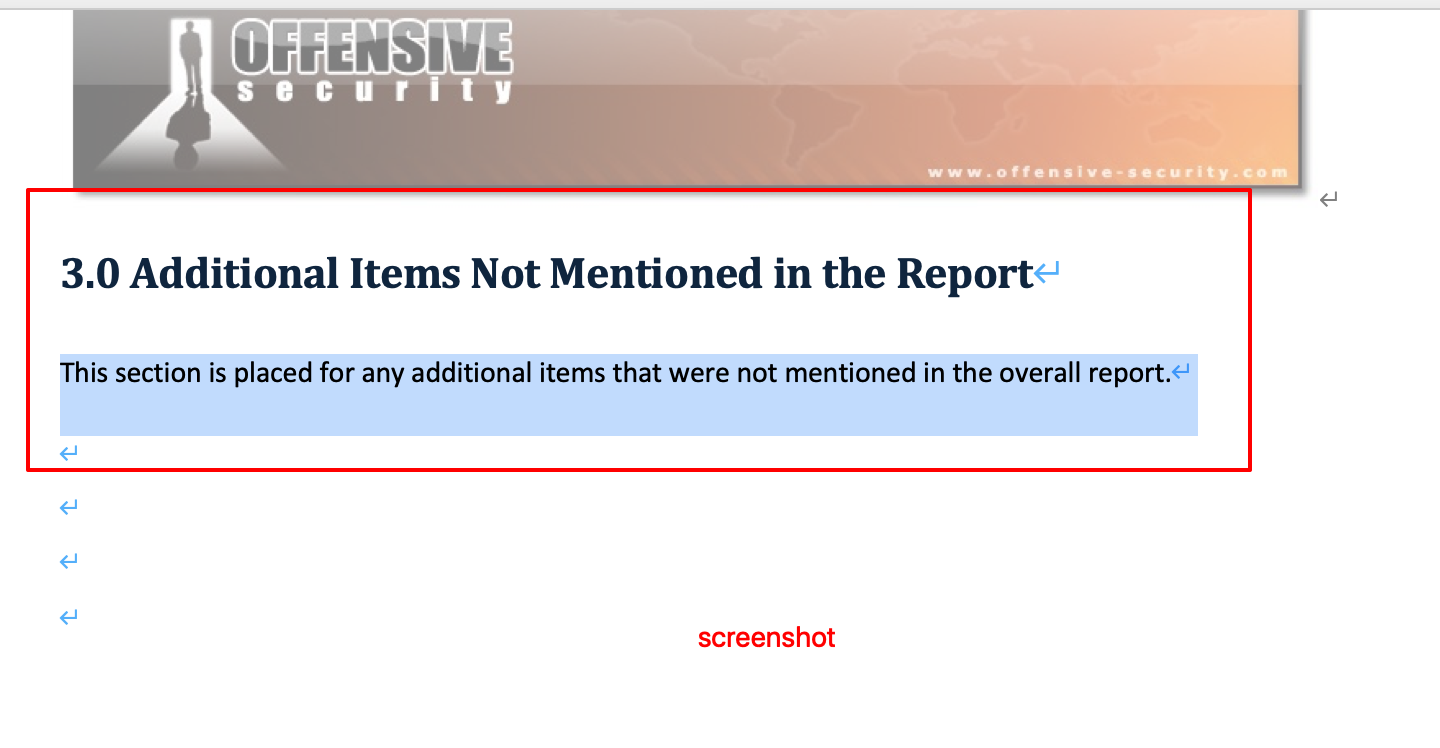 OFFENSIVE
security
www.offensive-security.com
3.0 Additional Items Not Mentioned in the Report
This section is placed for any additional items that were not mentioned in the overall report.
screenshot